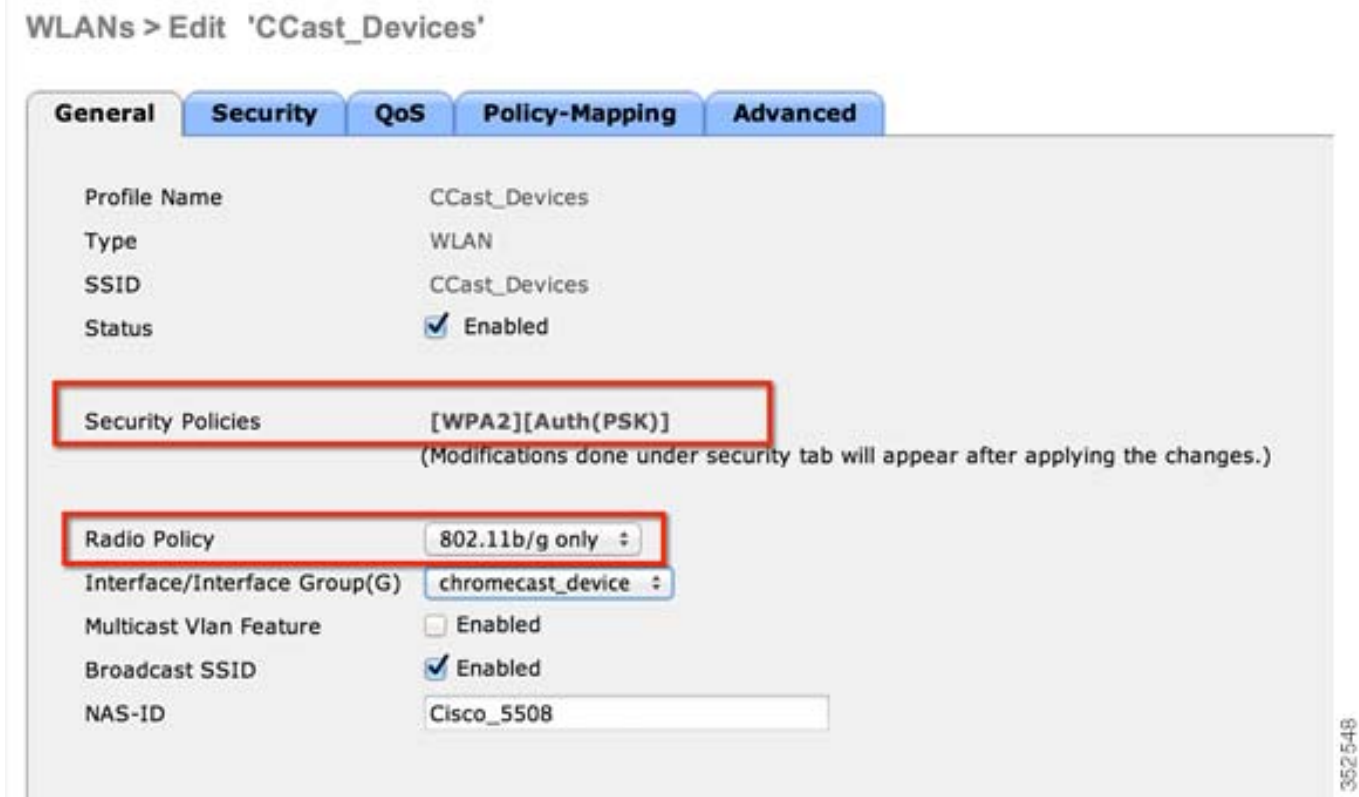 WLANs > Edit 'CCast_Devices'
General Security QoS Policy-Mapping Advanced
Profile Name CCast_Devices
Type WLAN
SSID CCast_Devices
Status Enabled
Security Policies [WPA2][Auth(PSK)]
(Modifications done under security tab will appear after applying the changes.)
Radio Policy 802.11b/g only
Interface/Interface Group(G) chromecast_device
Multicast Vlan Feature Enabled
Broadcast SSID Enabled
NAS-ID Cisco_5508
352548